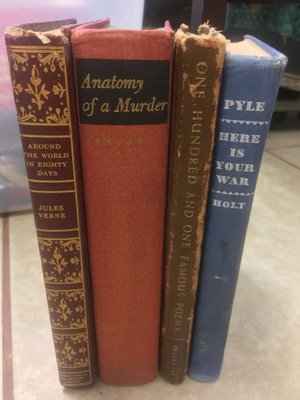 AROUND
THE WORLD
IN EIGHTY
DAYS
JULES
VERNE
Anatomy
of a Murder
TRAVER
ONE HUNDRED AND ONE FAMOUS POEMS
PYLE
HERE IS
YOUR
WAR
HOLT